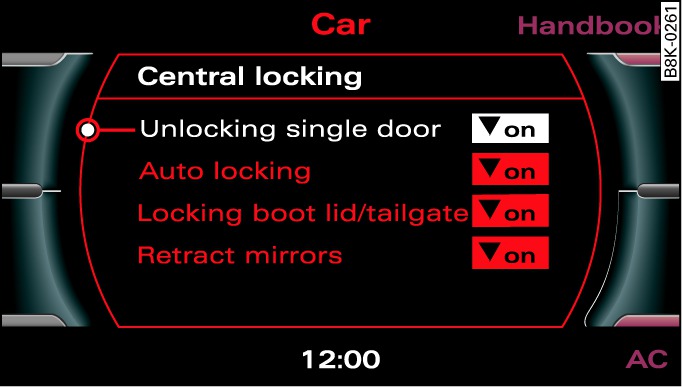 Car
Handbook
B8K-0261
Central locking
Unlocking single door on
Auto locking on
Locking boot lid/tailgate on
Retract mirrors on
12:00
AC